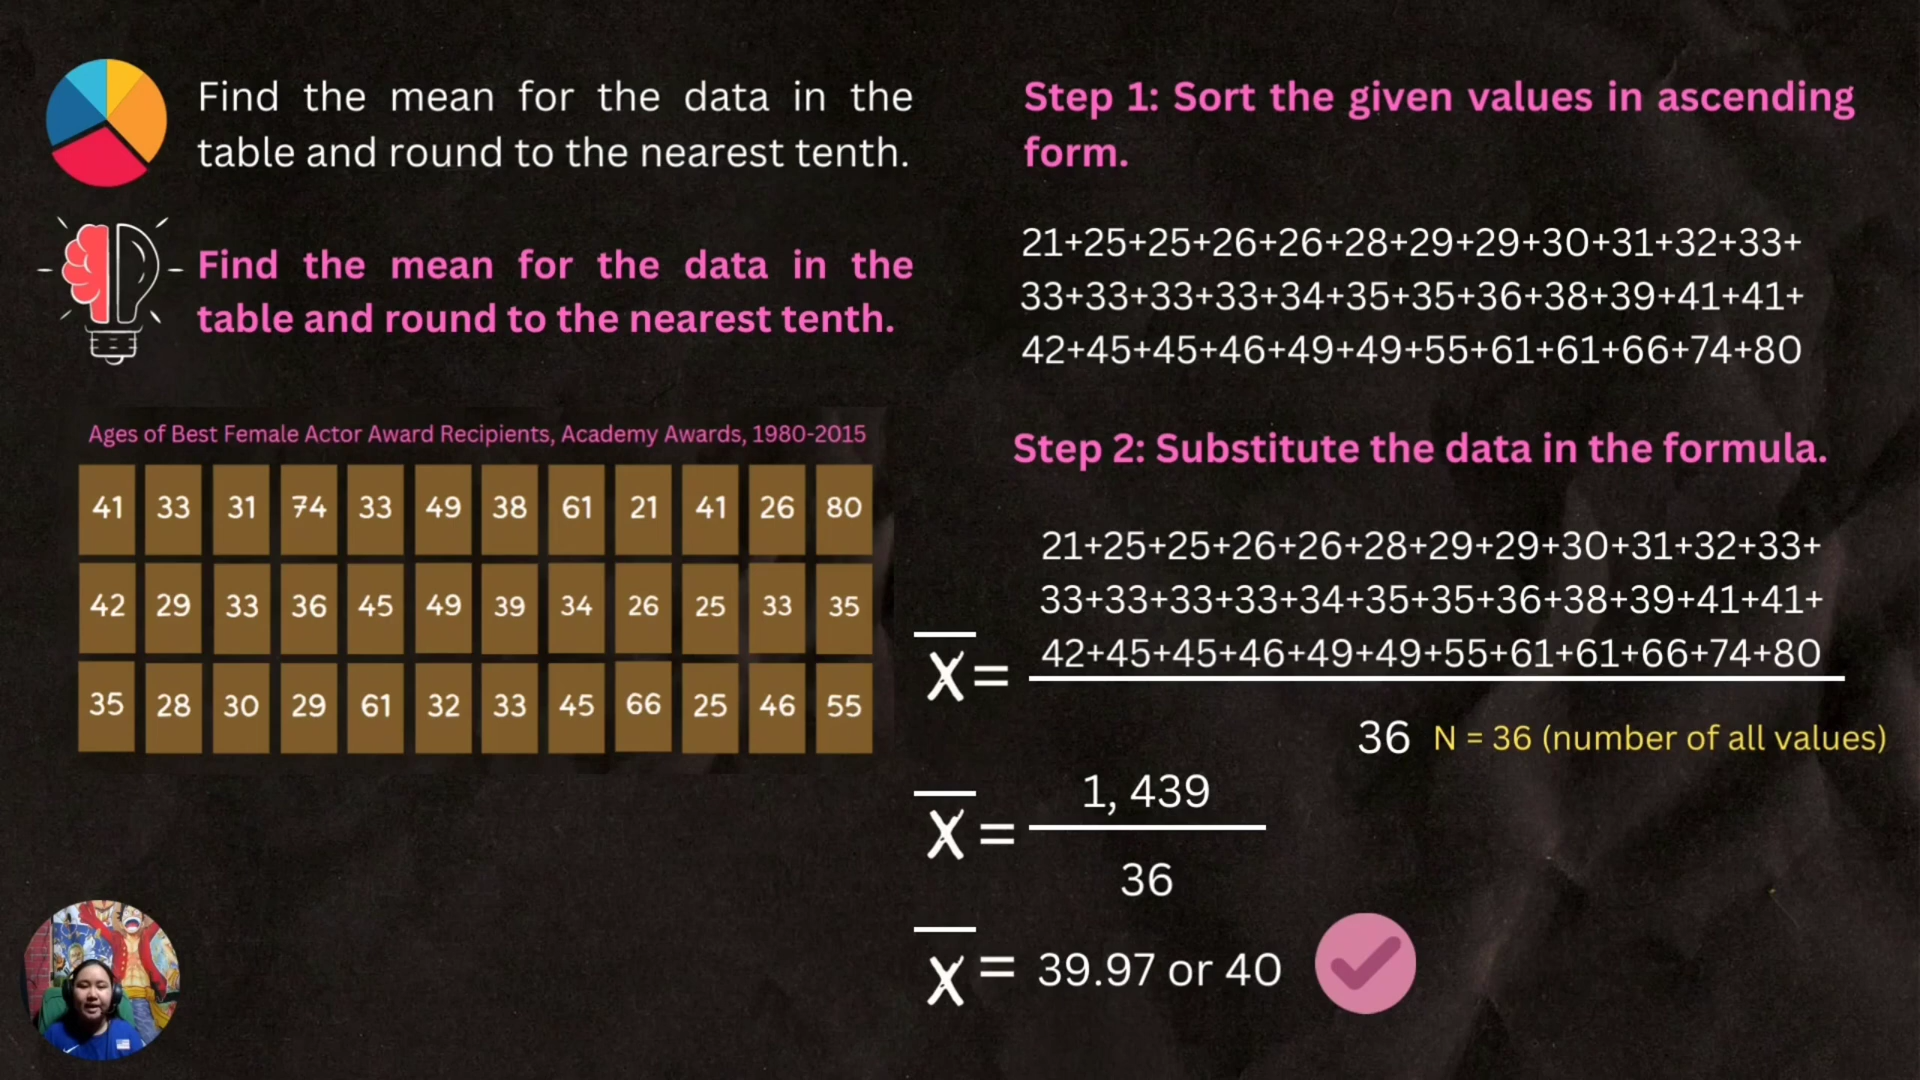 Find the mean for the data in the
table and round to the nearest tenth.
Find the mean for the data in the
table and round to the nearest tenth.
Ages of Best Female Actor Award Recipients, Academy Awards, 1980-2015
41 33 31 74 33 49 38 61 21 41 26 80
42 29 33 36 45 49 39 34 26 25 33 35
35 28 30 29 61 32 33 45 66 25 46 55
Step 1: Sort the given values in ascending
form.
21+25+25+26+26+28+29+29+30+31+32+33+
33+33+33+33+34+35+35+36+38+39+41+41+
42+45+45+46+49+49+55+61+61+66+74+80
Step 2: Substitute the data in the formula.
21+25+25+26+26+28+29+29+30+31+32+33+
33+33+33+33+34+35+35+36+38+39+41+41+
x̄ = 42+45+45+46+49+49+55+61+61+66+74+80
36 N = 36 (number of all values)
1, 439
x̄ =
36
x̄ = 39.97 or 40